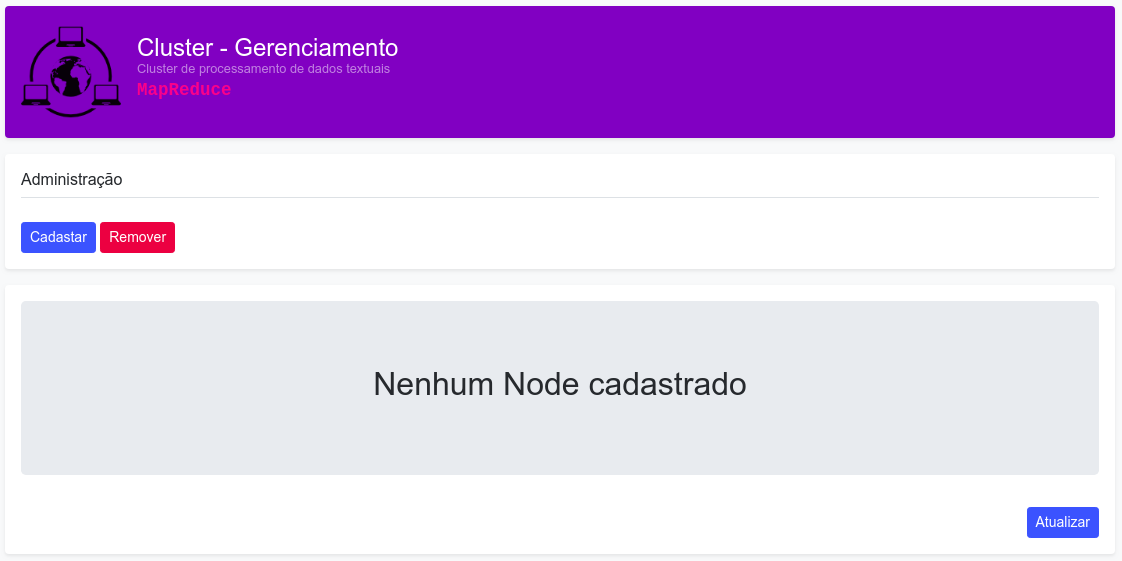 Cluster - Gerenciamento
Cluster de processamento de dados textuais
MapReduce
Administração
Cadastar Remover
Nenhum Node cadastrado
Atualizar